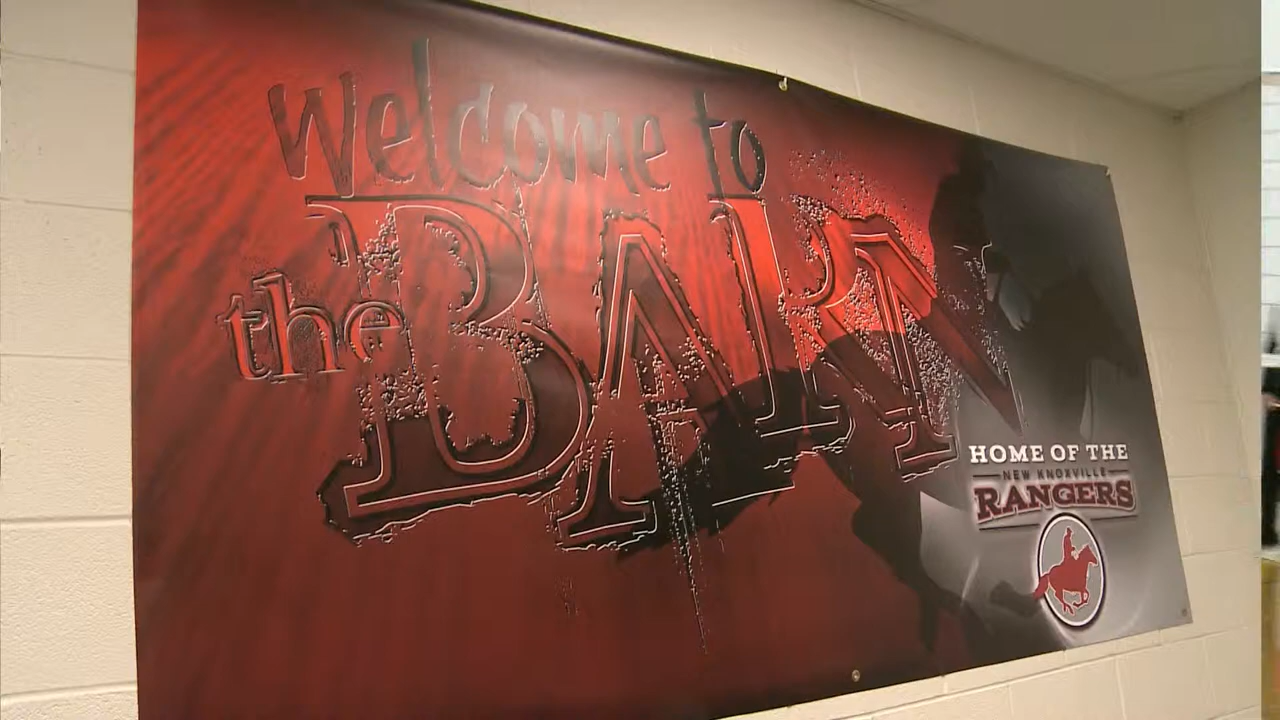 Welcome to
the BARN
HOME OF THE
NEW KNOXVILLE
RANGERS